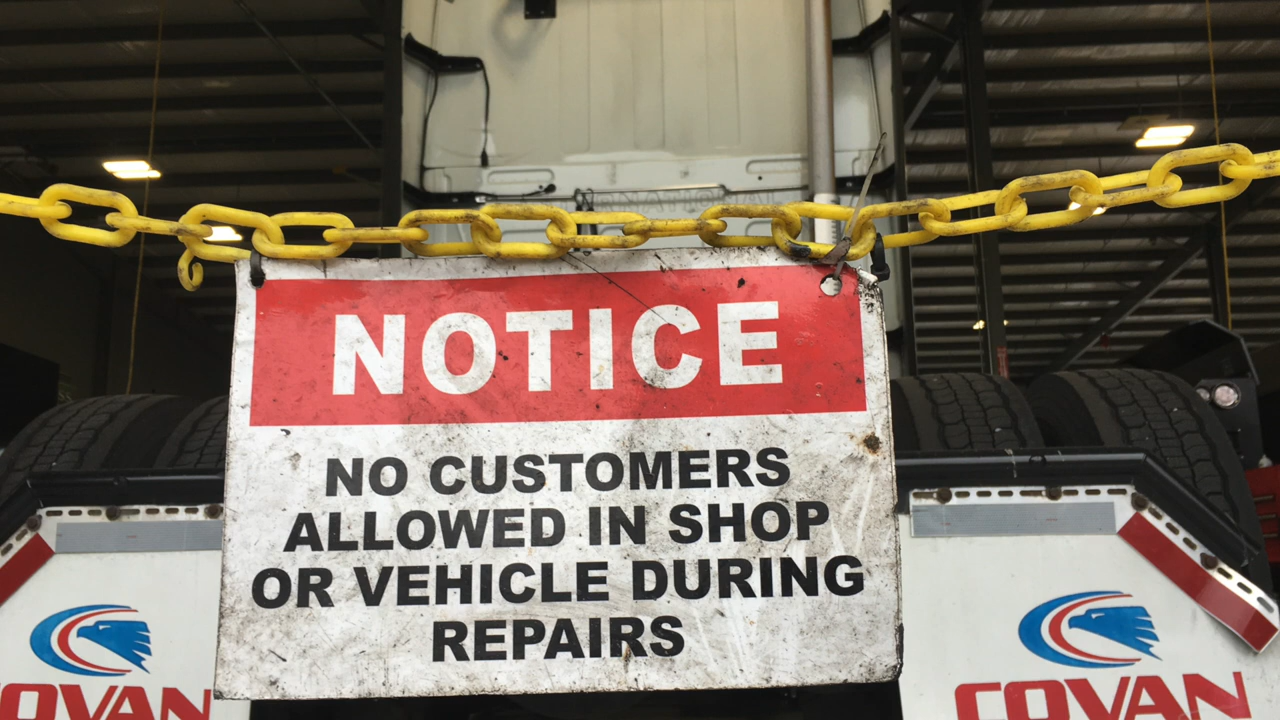 NOTICE
NO CUSTOMERS
ALLOWED IN SHOP
OR VEHICLE DURING
REPAIRS
COVAN
COVAN